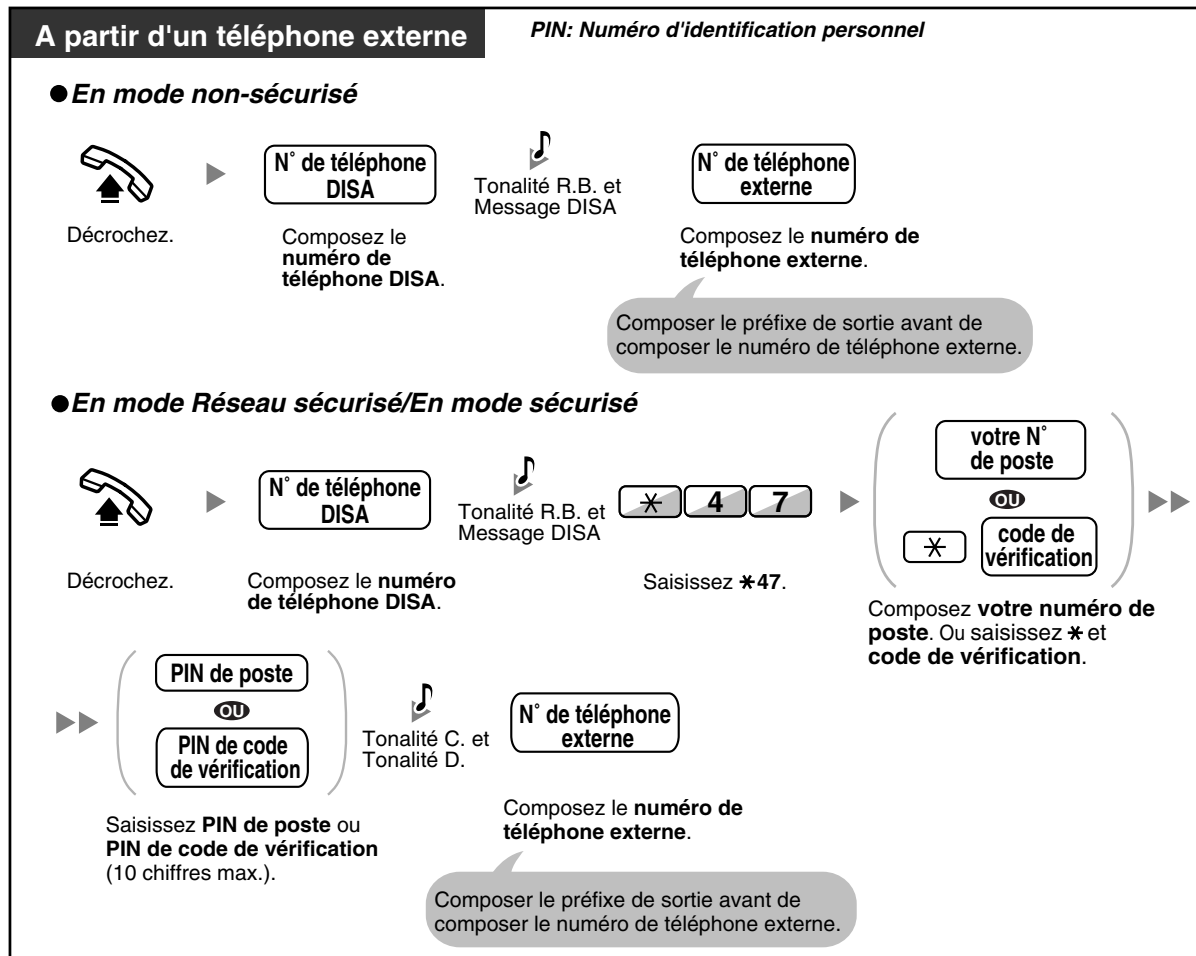 A partir d'un téléphone externe
PIN: Numéro d'identification personnel
●En mode non-sécurisé
N° de téléphone
DISA
Tonalité R.B. et
Message DISA
N° de téléphone
externe
Décrochez.
Composez le
numéro de
téléphone DISA.
Composez le numéro de
téléphone externe.
Composer le préfixe de sortie avant de
composer le numéro de téléphone externe.
●En mode Réseau sécurisé/En mode sécurisé
N° de téléphone
DISA
Tonalité R.B. et
Message DISA
* 4 7
votre N°
de poste
OU
* code de
vérification
Décrochez.
Composez le numéro
de téléphone DISA.
Saisissez *47.
Composez votre numéro de
poste. Ou saisissez * et
code de vérification.
PIN de poste
OU
PIN de code
de vérification
Tonalité C. et
Tonalité D.
N° de téléphone
externe
Saisissez PIN de poste ou
PIN de code de vérification
(10 chiffres max.).
Composez le numéro de
téléphone externe.
Composer le préfixe de sortie avant de
composer le numéro de téléphone externe.